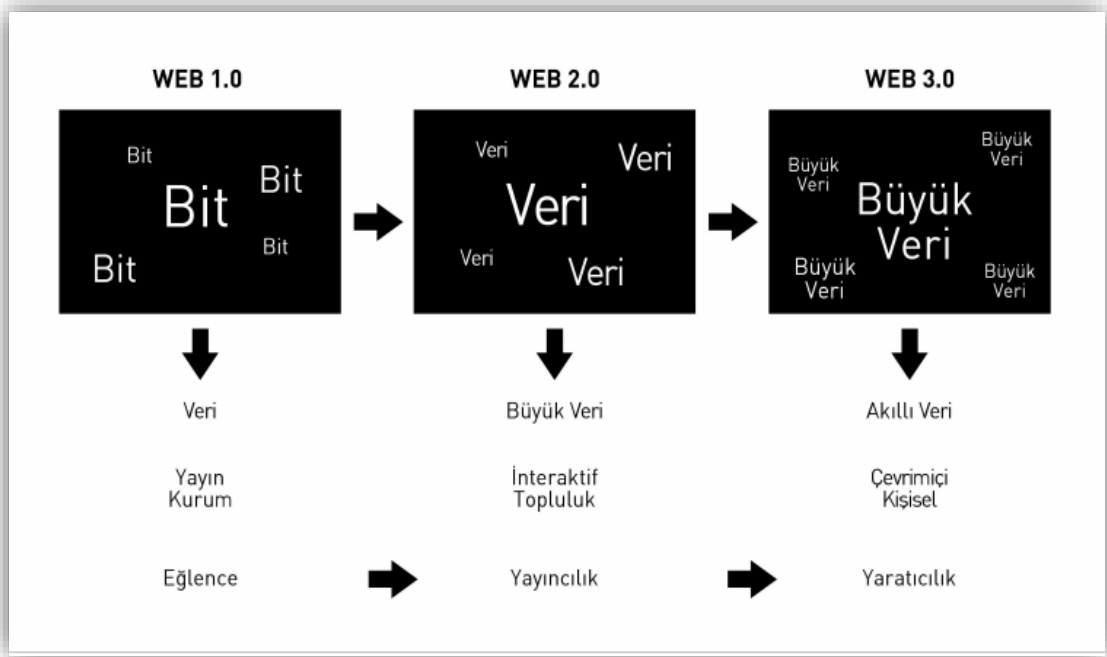 WEB 1.0
WEB 2.0
WEB 3.0
Bit
Bit
Bit
Bit
Bit
Veri
Veri
Veri
Veri
Veri
Büyük
Veri
Büyük
Veri
Büyük
Veri
Büyük
Veri
Büyük
Veri
Veri
Büyük Veri
Akıllı Veri
Yayın
Kurum
İnteraktif
Topluluk
Çevrimiçi
Kişisel
Eğlence
Yayıncılık
Yaratıcılık